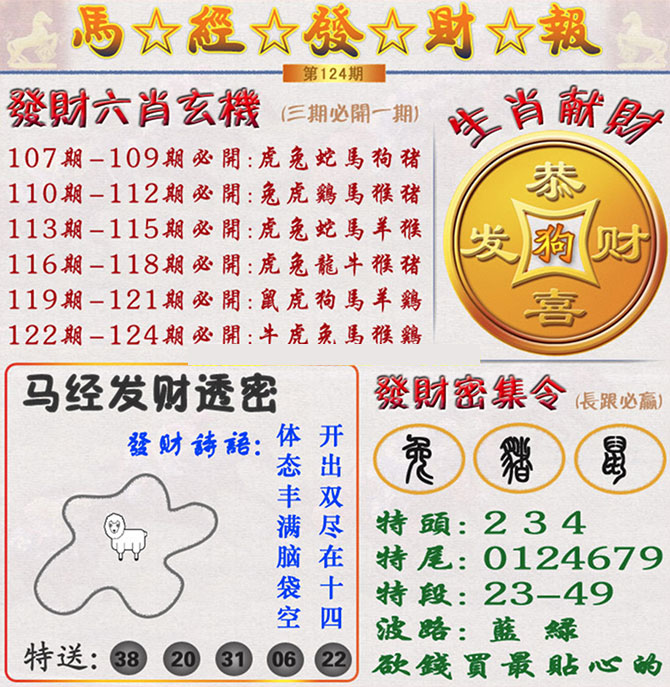 馬☆經☆發☆財☆報
第124期
發財六肖玄機 (三期必開一期)
107期-109期必開:虎兔蛇馬狗猪
110期-112期必開:兔虎鷄馬猴猪
113期-115期必開:虎兔蛇馬羊猴
116期-118期必開:虎兔龍牛猴猪
119期-121期必開:鼠虎狗馬羊鷄
122期-124期必開:牛虎兔馬猴鷄
生肖献財
恭
发 狗 财
喜
马经发财透密
發财詩語:
开出双尽在十四
体态丰满脑袋空
特送: 38 20 31 06 22
發財密集令 (長跟必赢)
兔 豬 鼠
特頭: 2 3 4
特尾: 0124679
特段: 23-49
波路: 藍 緑
欲錢買最貼心的